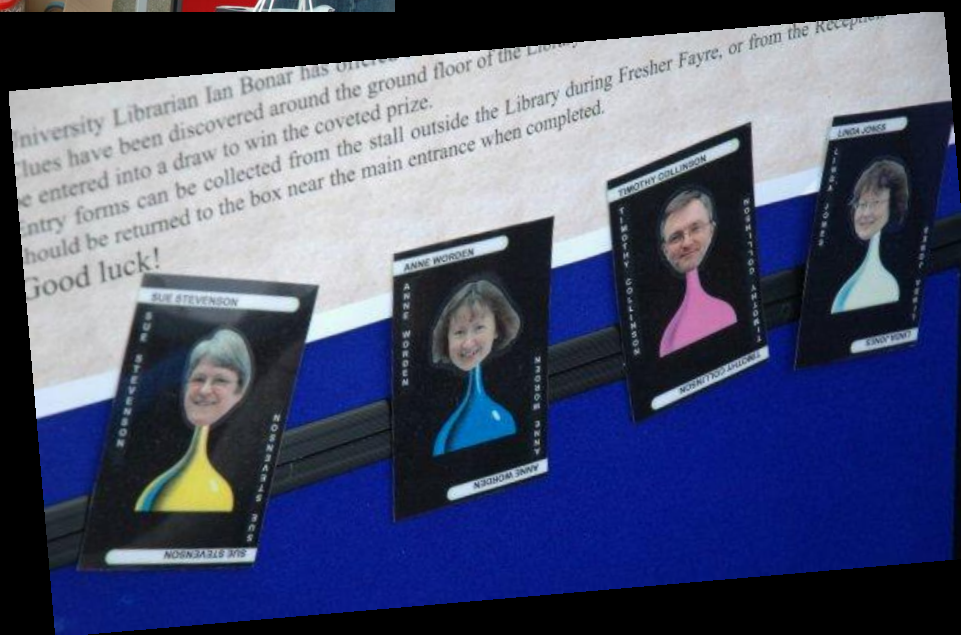 University Librarian Ian Bonar has offered
clues have been discovered around the ground floor of the Library
be entered into a draw to win the coveted prize.
Entry forms can be collected from the stall outside the Library during Fresher Fayre, or from the Reception
should be returned to the box near the main entrance when completed.
Good luck!
SUE STEVENSON
SUE STEVENSON
SUE STEVENSON
SUE STEVENSON
ANNE WORDEN
ANNE WORDEN
ANNE WORDEN
ANNE WORDEN
TIMOTHY COLLINSON
TIMOTHY COLLINSON
TIMOTHY COLLINSON
TIMOTHY COLLINSON
LINDA JONES
LINDA JONES
LINDA JONES
LINDA JONES